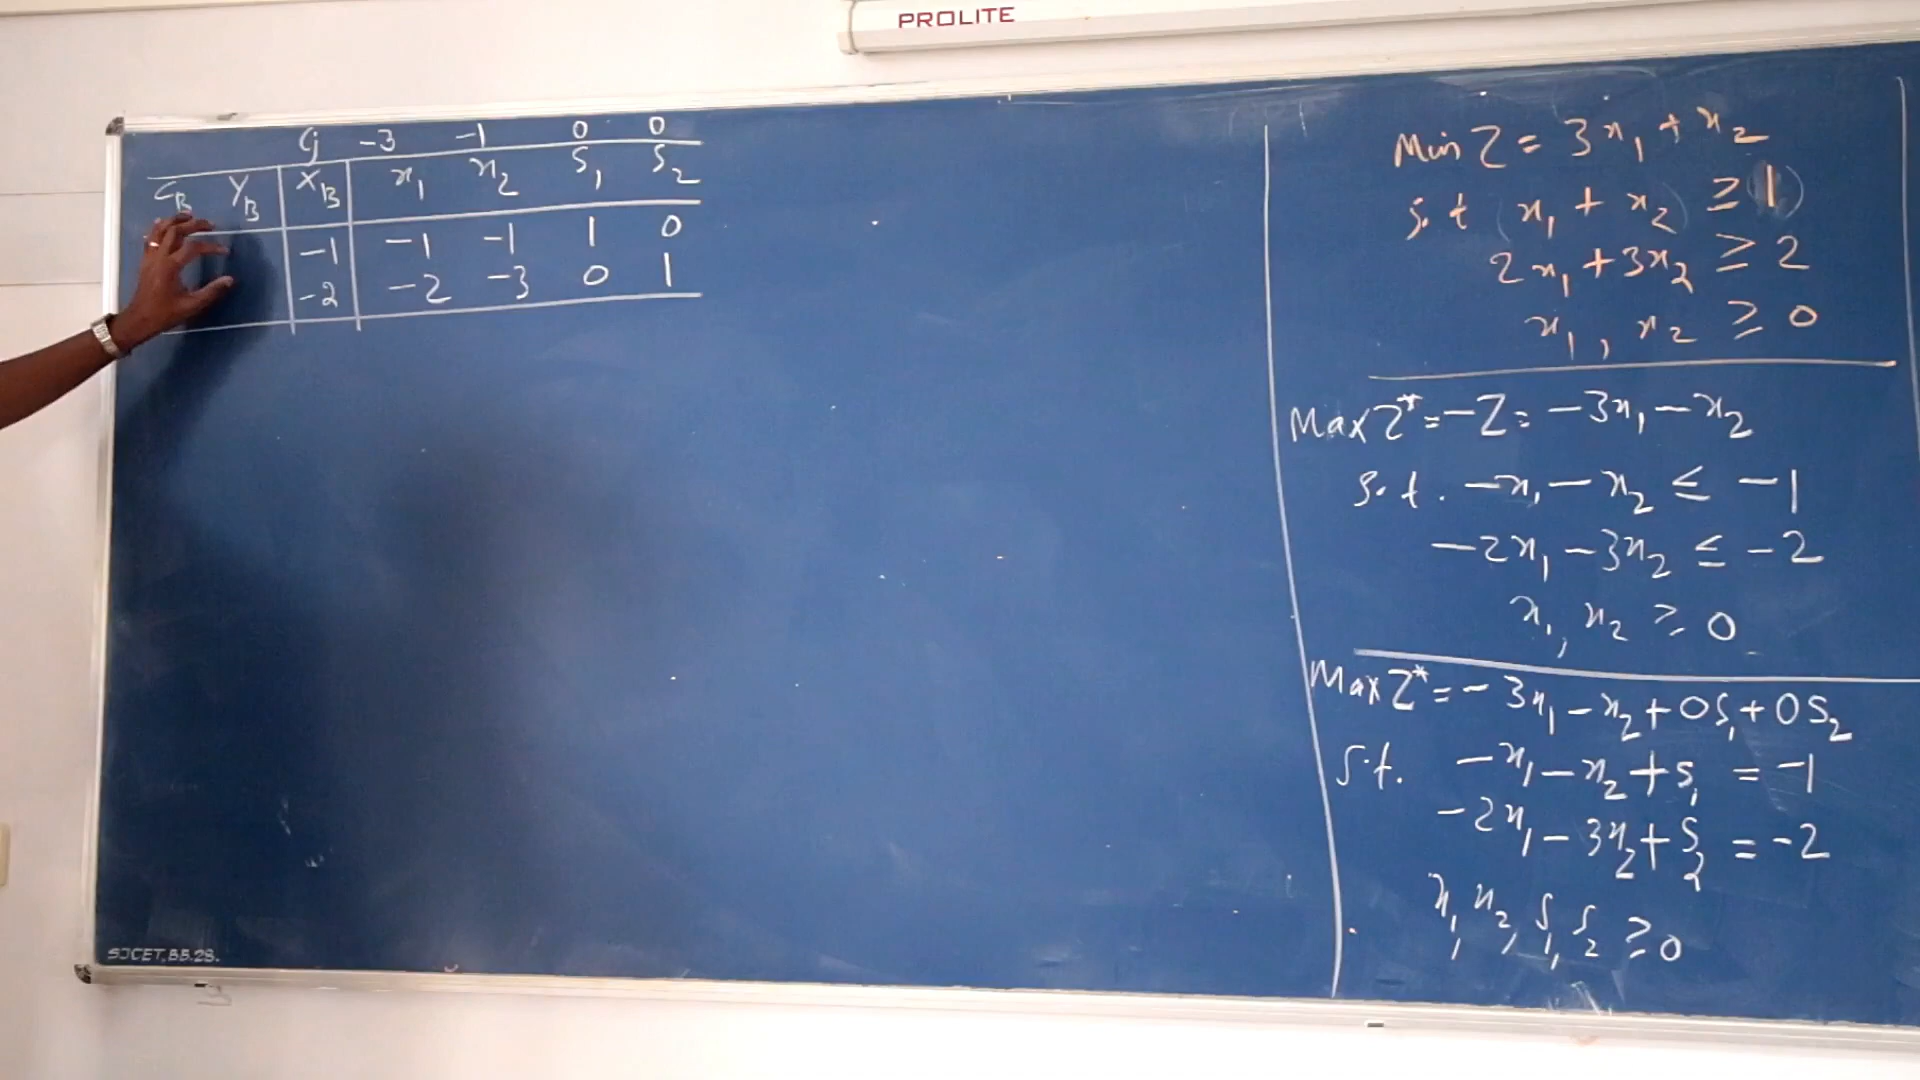 PROLITE
Cj -3 -1 0 0
CB YB XB x1 x2 S1 S2
-1 -1 -1 1 0
-2 -2 -3 0 1
Min Z = 3x1 + x2
s.t x1 + x2 ≥ 1
2x1 + 3x2 ≥ 2
x1, x2 ≥ 0
Max Z* = -Z = -3x1 - x2
s.t. -x1 - x2 ≤ -1
-2x1 - 3x2 ≤ -2
x1, x2 ≥ 0
Max Z* = -3x1 - x2 + 0S1 + 0S2
s.t. -x1 - x2 + S1 = -1
-2x1 - 3x2 + S2 = -2
x1, x2, S1, S2 ≥ 0
SJCET.BB.28.